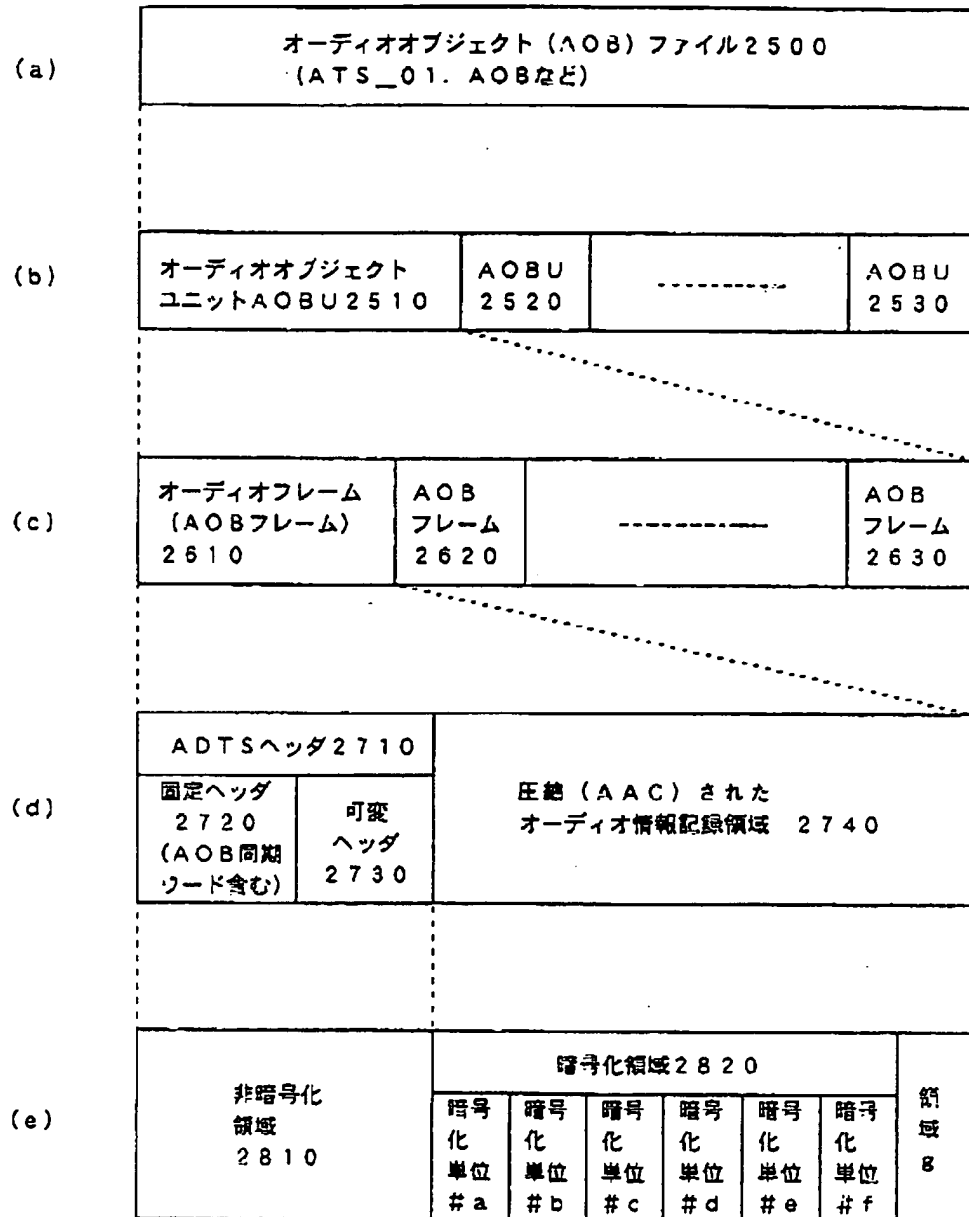 (a)
オーディオオブジェクト(AOB)ファイル2500
(ATS_01.AOBなど)
(b)
オーディオオブジェクト
ユニットAOBU2510
AOBU
2520
AOBU
2530
(c)
オーディオフレーム
(AOBフレーム)
2610
AOB
フレーム
2620
AOB
フレーム
2630
(d)
ADTSヘッダ2710
固定ヘッダ
2720
(AOB同期
ワード含む)
可変
ヘッダ
2730
圧縮(AAC)された
オーディオ情報記録領域 2740
(e)
非暗号化
領域
2810
暗号化領域2820
暗号
化
単位
#a
暗号
化
単位
#b
暗号
化
単位
#c
暗号
化
単位
#d
暗号
化
単位
#e
暗号
化
単位
#f
領
域
g